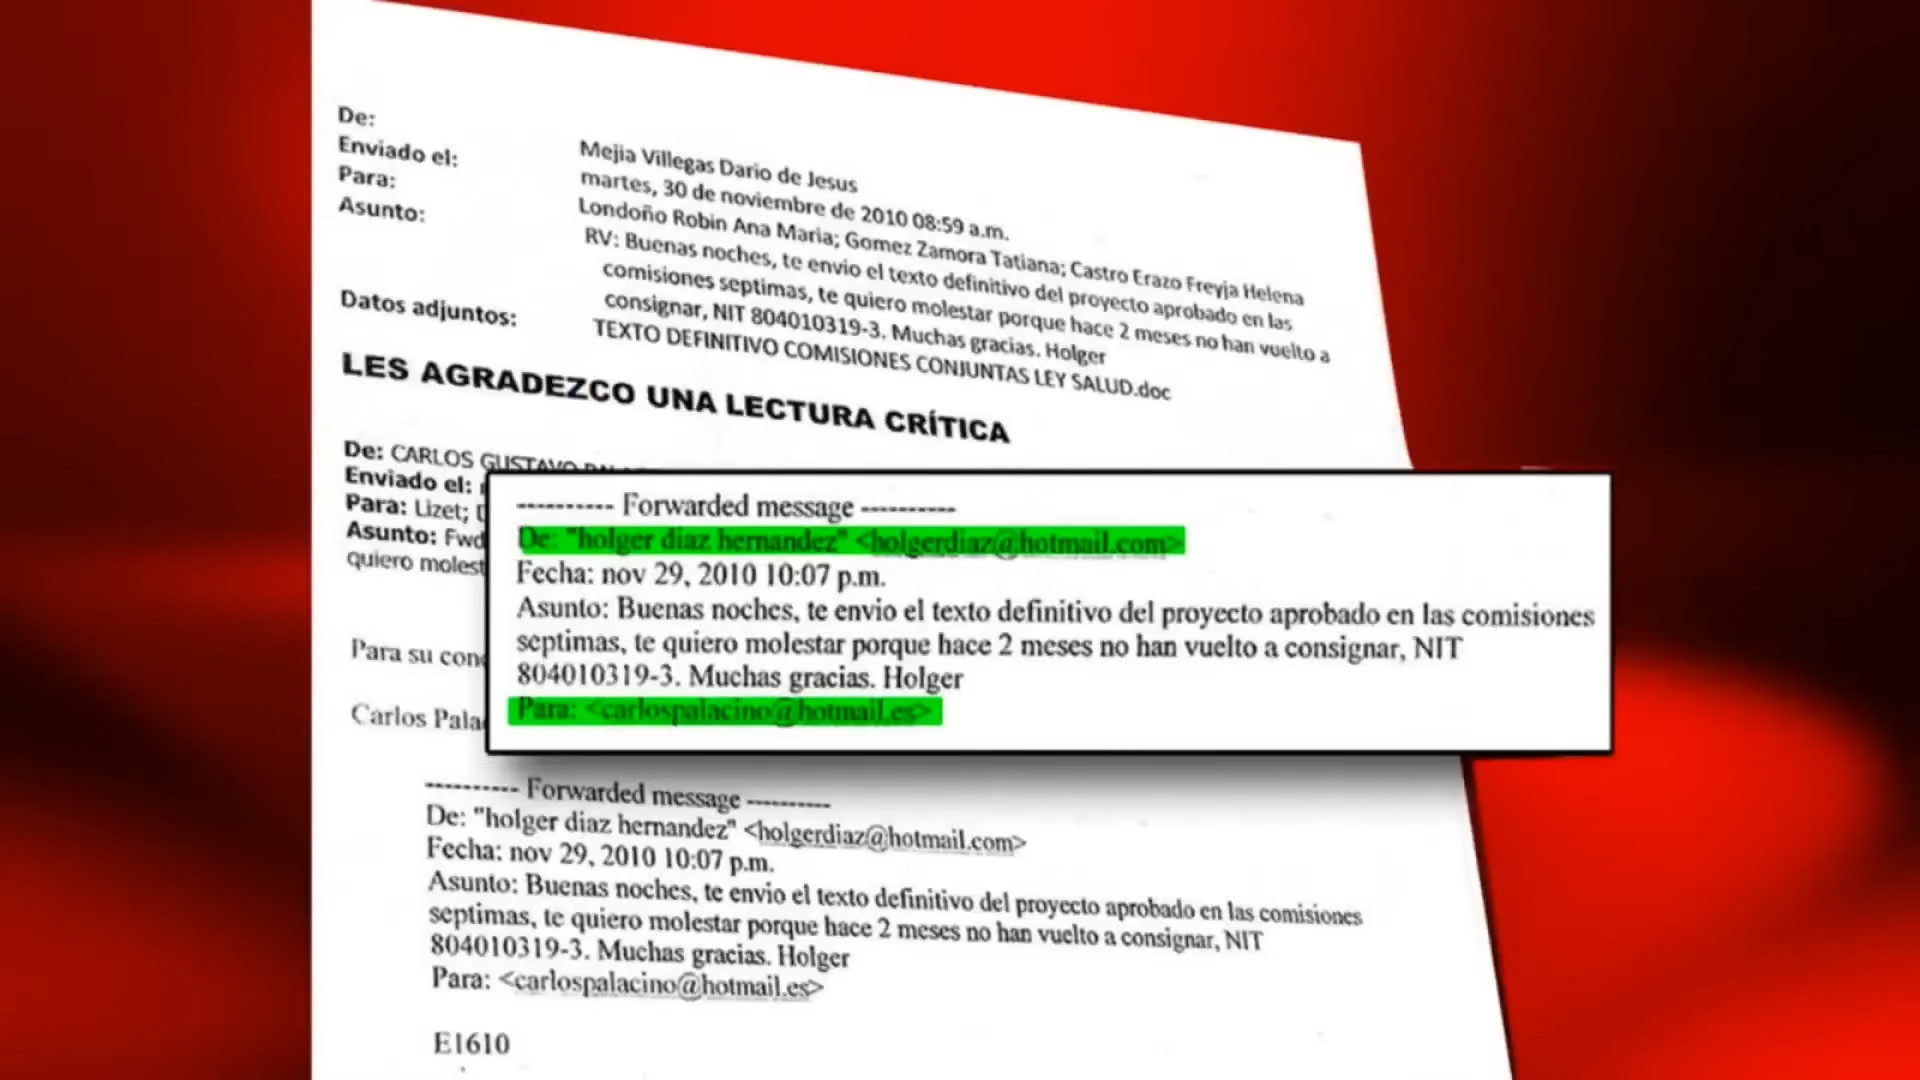 De:
Mejia Villegas Dario de Jesus
Enviado el:
martes, 30 de noviembre de 2010 08:59 a.m.
Para:
Londoño Robin Ana Maria; Gomez Zamora Tatiana; Castro Erazo Freyja Helena
Asunto:
RV: Buenas noches, te envio el texto definitivo del proyecto aprobado en las
comisiones septimas, te quiero molestar porque hace 2 meses no han vuelto a
consignar, NIT 804010319-3. Muchas gracias. Holger
Datos adjuntos:
TEXTO DEFINITIVO COMISIONES CONJUNTAS LEY SALUD.doc
LES AGRADEZCO UNA LECTURA CRÍTICA
De: CARLOS GUSTAVO
Enviado el:
Para: Lizet;
Asunto: Fwd
quiero molest
Para su con
Carlos Pala
---------- Forwarded message ----------
De: "holger diaz hernandez" <holgerdiaz@hotmail.com>
Fecha: nov 29, 2010 10:07 p.m.
Asunto: Buenas noches, te envio el texto definitivo del proyecto aprobado en las comisiones
septimas, te quiero molestar porque hace 2 meses no han vuelto a consignar, NIT
804010319-3. Muchas gracias. Holger
Para: <carlospalacino@hotmail.es>
---------- Forwarded message ----------
De: "holger diaz hernandez" <holgerdiaz@hotmail.com>
Fecha: nov 29, 2010 10:07 p.m.
Asunto: Buenas noches, te envio el texto definitivo del proyecto aprobado en las comisiones
septimas, te quiero molestar porque hace 2 meses no han vuelto a consignar, NIT
804010319-3. Muchas gracias. Holger
Para: <carlospalacino@hotmail.es>
E1610